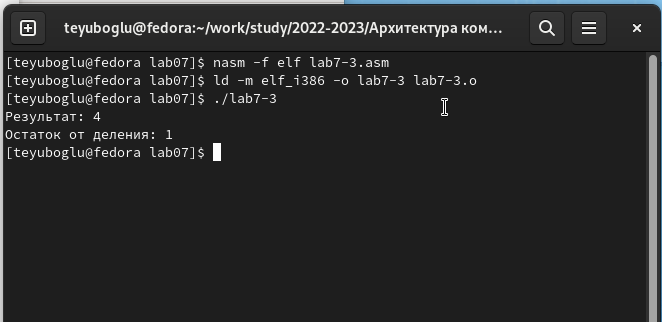 teyuboglu@fedora:~/work/study/2022-2023/Архитектура ком...
[teyuboglu@fedora lab07]$ nasm -f elf lab7-3.asm
[teyuboglu@fedora lab07]$ ld -m elf_i386 -o lab7-3 lab7-3.o
[teyuboglu@fedora lab07]$ ./lab7-3
Результат: 4
Остаток от деления: 1
[teyuboglu@fedora lab07]$